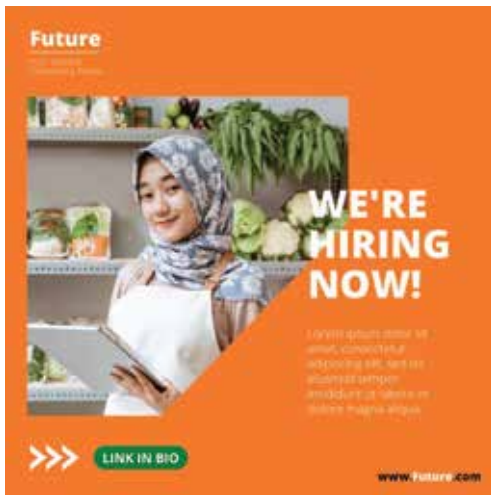 Future
WE'RE
HIRING
NOW!
Lorem ipsum dolor sit
amet, consectetur
adipiscing elit, sed do
eiusmod tempor
incididunt ut labore et
dolore magna aliqua
LINK IN BIO
www.Future.com